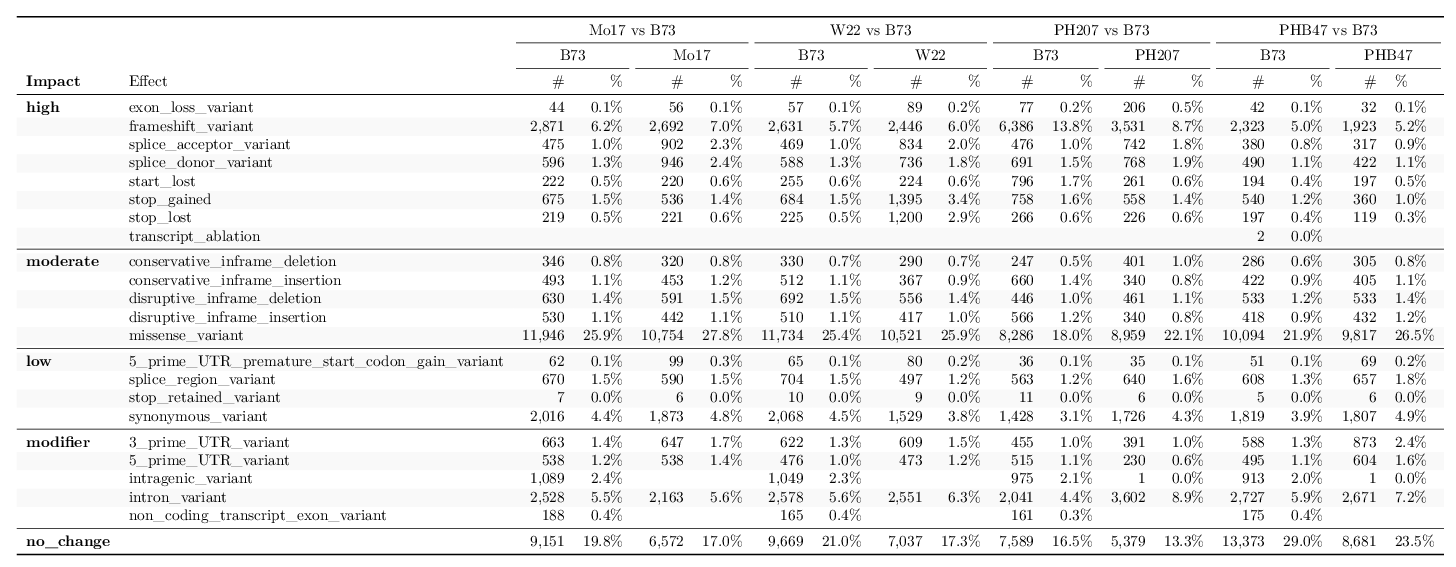 Mo17 vs B73 W22 vs B73 PH207 vs B73 PHB47 vs B73
B73 Mo17 B73 W22 B73 PH207 B73 PHB47
Impact Effect # % # % # % # % # % # % # % # %
high exon_loss_variant 44 0.1% 56 0.1% 57 0.1% 89 0.2% 77 0.2% 206 0.5% 42 0.1% 32 0.1%
frameshift_variant 2,871 6.2% 2,692 7.0% 2,631 5.7% 2,446 6.0% 6,386 13.8% 3,531 8.7% 2,323 5.0% 1,923 5.2%
splice_acceptor_variant 475 1.0% 902 2.3% 469 1.0% 834 2.0% 476 1.0% 742 1.8% 380 0.8% 317 0.9%
splice_donor_variant 596 1.3% 946 2.4% 588 1.3% 736 1.8% 691 1.5% 768 1.9% 490 1.1% 422 1.1%
start_lost 222 0.5% 220 0.6% 255 0.6% 224 0.6% 796 1.7% 261 0.6% 194 0.4% 197 0.5%
stop_gained 675 1.5% 536 1.4% 684 1.5% 1,395 3.4% 758 1.6% 558 1.4% 540 1.2% 360 1.0%
stop_lost 219 0.5% 221 0.6% 225 0.5% 1,200 2.9% 266 0.6% 226 0.6% 197 0.4% 119 0.3%
transcript_ablation 2 0.0%
moderate conservative_inframe_deletion 346 0.8% 320 0.8% 330 0.7% 290 0.7% 247 0.5% 401 1.0% 286 0.6% 305 0.8%
conservative_inframe_insertion 493 1.1% 453 1.2% 512 1.1% 367 0.9% 660 1.4% 340 0.8% 422 0.9% 405 1.1%
disruptive_inframe_deletion 630 1.4% 591 1.5% 692 1.5% 556 1.4% 446 1.0% 461 1.1% 533 1.2% 533 1.4%
disruptive_inframe_insertion 530 1.1% 442 1.1% 510 1.1% 417 1.0% 566 1.2% 340 0.8% 418 0.9% 432 1.2%
missense_variant 11,946 25.9% 10,754 27.8% 11,734 25.4% 10,521 25.9% 8,286 18.0% 8,959 22.1% 10,094 21.9% 9,817 26.5%
low 5_prime_UTR_premature_start_codon_gain_variant 62 0.1% 99 0.3% 65 0.1% 80 0.2% 36 0.1% 35 0.1% 51 0.1% 69 0.2%
splice_region_variant 670 1.5% 590 1.5% 704 1.5% 497 1.2% 563 1.2% 640 1.6% 608 1.3% 657 1.8%
stop_retained_variant 7 0.0% 6 0.0% 10 0.0% 9 0.0% 11 0.0% 6 0.0% 5 0.0% 6 0.0%
synonymous_variant 2,016 4.4% 1,873 4.8% 2,068 4.5% 1,529 3.8% 1,428 3.1% 1,726 4.3% 1,819 3.9% 1,807 4.9%
modifier 3_prime_UTR_variant 663 1.4% 647 1.7% 622 1.3% 609 1.5% 455 1.0% 391 1.0% 588 1.3% 873 2.4%
5_prime_UTR_variant 538 1.2% 538 1.4% 476 1.0% 473 1.2% 515 1.1% 230 0.6% 495 1.1% 604 1.6%
intragenic_variant 1,089 2.4% 1,049 2.3% 975 2.1% 1 0.0% 913 2.0% 1 0.0%
intron_variant 2,528 5.5% 2,163 5.6% 2,578 5.6% 2,551 6.3% 2,041 4.4% 3,602 8.9% 2,727 5.9% 2,671 7.2%
non_coding_transcript_exon_variant 188 0.4% 165 0.4% 161 0.3% 175 0.4%
no_change 9,151 19.8% 6,572 17.0% 9,669 21.0% 7,037 17.3% 7,589 16.5% 5,379 13.3% 13,373 29.0% 8,681 23.5%